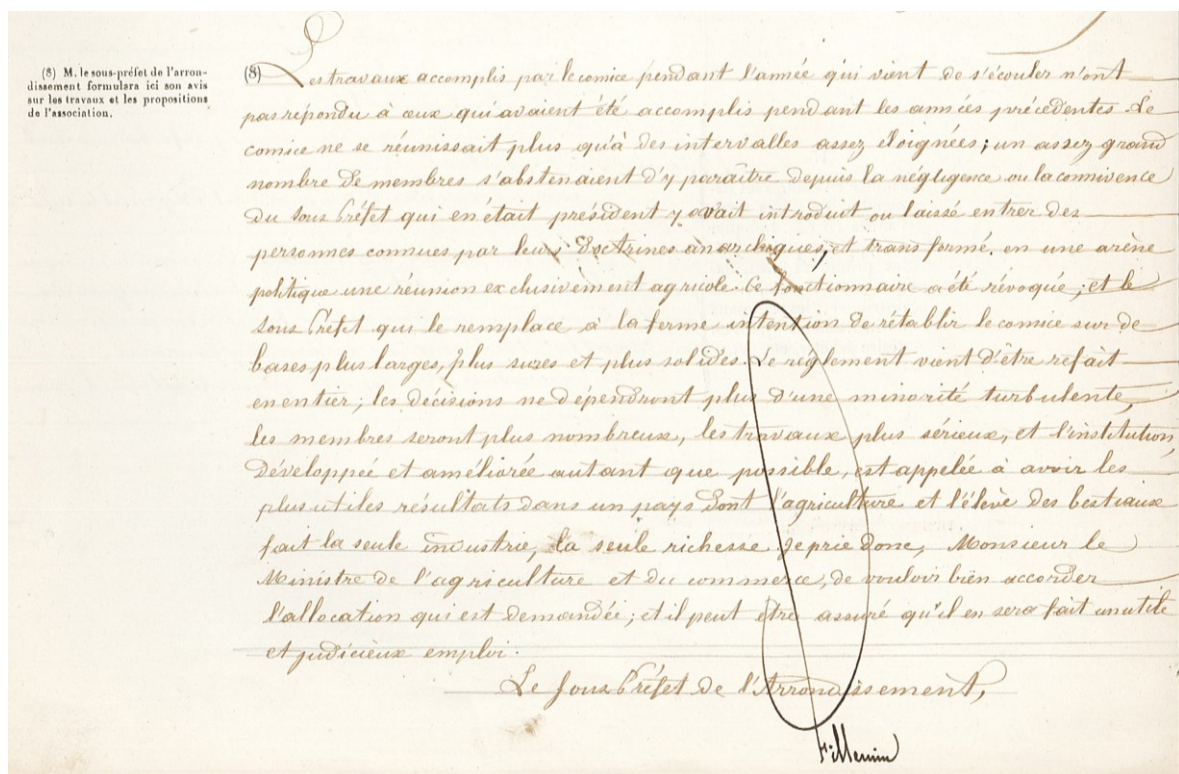 (8) M. le sous-préfet de l'arron-
dissement formulera ici son avis
sur les travaux et les propositions
de l'association.
(8) Les travaux accomplis par le comice pendant l'année qui vient de s'écouler n'ont
pas répondu à ceux qui avaient été accomplis pendant les années précédentes. Le
comice ne se réunissait plus qu'à des intervalles assez éloignées; un assez grand
nombre de membres s'abstenaient d'y paraître depuis la négligence ou la connivence
du Sous Préfet qui en était président y avait introduit ou laissé entrer des
personnes connues par leurs doctrines anarchiques, et transformé, en une arène
politique une réunion exclusivement agricole. Ce fonctionnaire a été révoqué; et le
Sous Préfet qui le remplace à la ferme intention de rétablir le comice sur de
bases plus larges, plus sures et plus solides. Le réglement vient d'être refait
en entier; les décisions ne dépendront plus d'une minorité turbulente,
les membres seront plus nombreux, les travaux plus sérieux, et l'institution,
développée et améliorée autant que possible, est appelée à avoir les
plus utiles résultats dans un pays dont l'agriculture et l'élève des bestiaux
fait la seule industrie, la seule richesse. Je prie donc, Monsieur le
Ministre de l'agriculture et du commerce, de vouloir bien accorder
l'allocation qui est demandée; et il peut être assuré qu'il en sera fait un utile
et judicieux emploi.
Le Sous Préfet de l'Arrondissement,